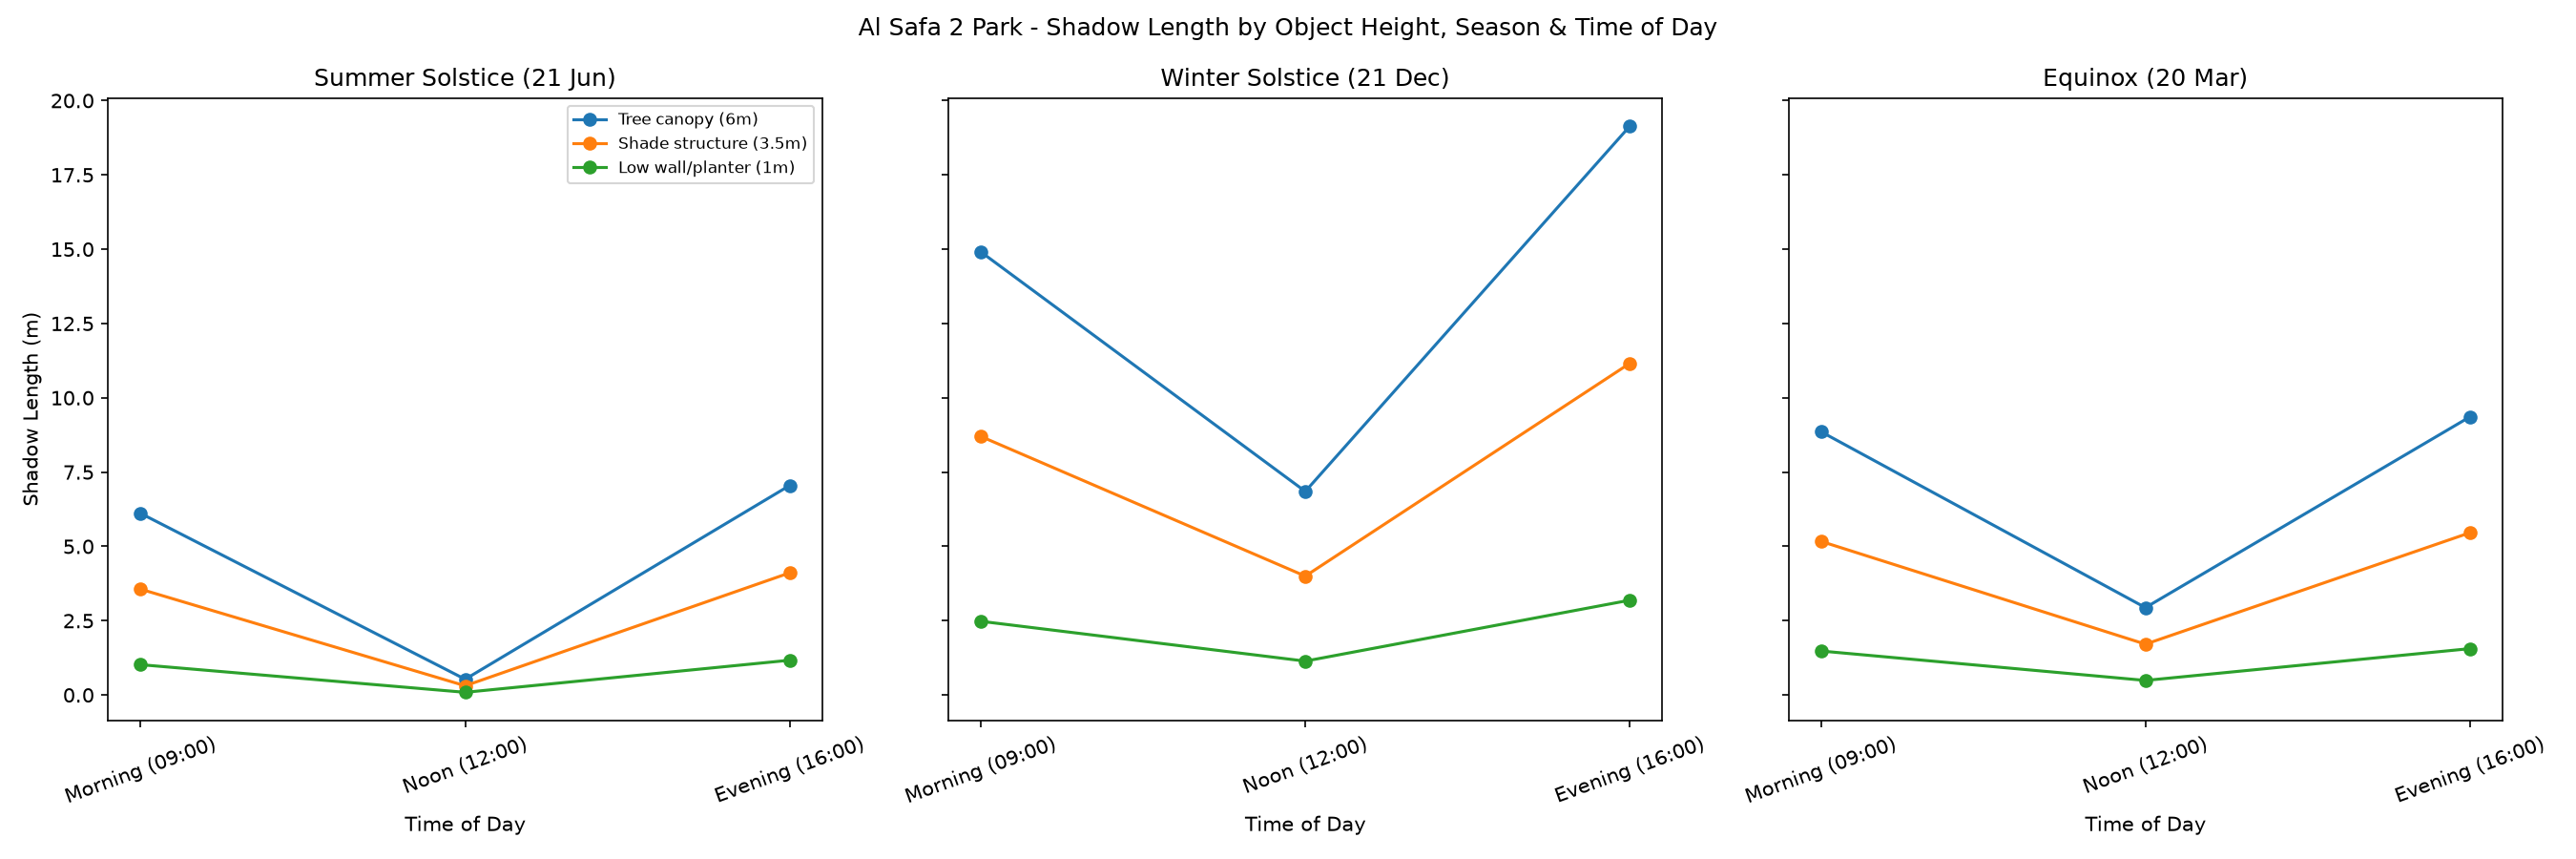 Al Safa 2 Park - Shadow Length by Object Height, Season & Time of Day
Summer Solstice (21 Jun)
Winter Solstice (21 Dec)
Equinox (20 Mar)
Tree canopy (6m)
Shade structure (3.5m)
Low wall/planter (1m)
Shadow Length (m)
20.0
17.5
15.0
12.5
10.0
7.5
5.0
2.5
0.0
Morning (09:00)
Noon (12:00)
Evening (16:00)
Morning (09:00)
Noon (12:00)
Evening (16:00)
Morning (09:00)
Noon (12:00)
Evening (16:00)
Time of Day
Time of Day
Time of Day